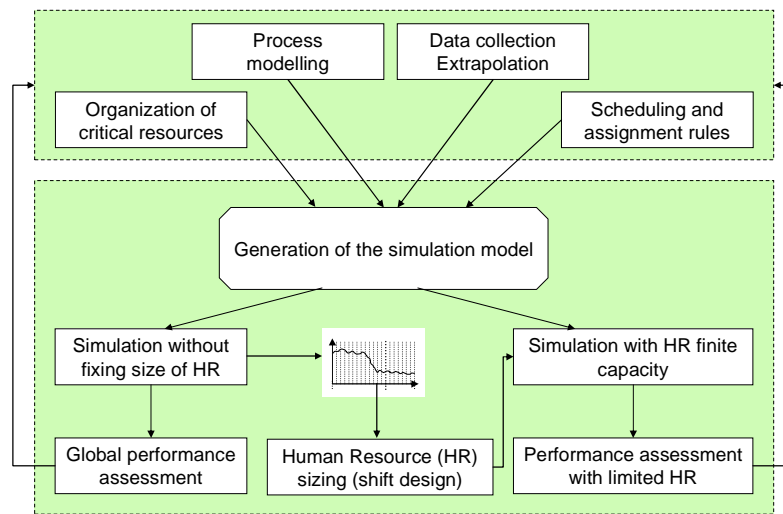 Process
modelling
Data collection
Extrapolation
Organization of
critical resources
Scheduling and
assignment rules
Generation of the simulation model
Simulation without
fixing size of HR
Simulation with HR finite
capacity
Global performance
assessment
Human Resource (HR)
sizing (shift design)
Performance assessment
with limited HR